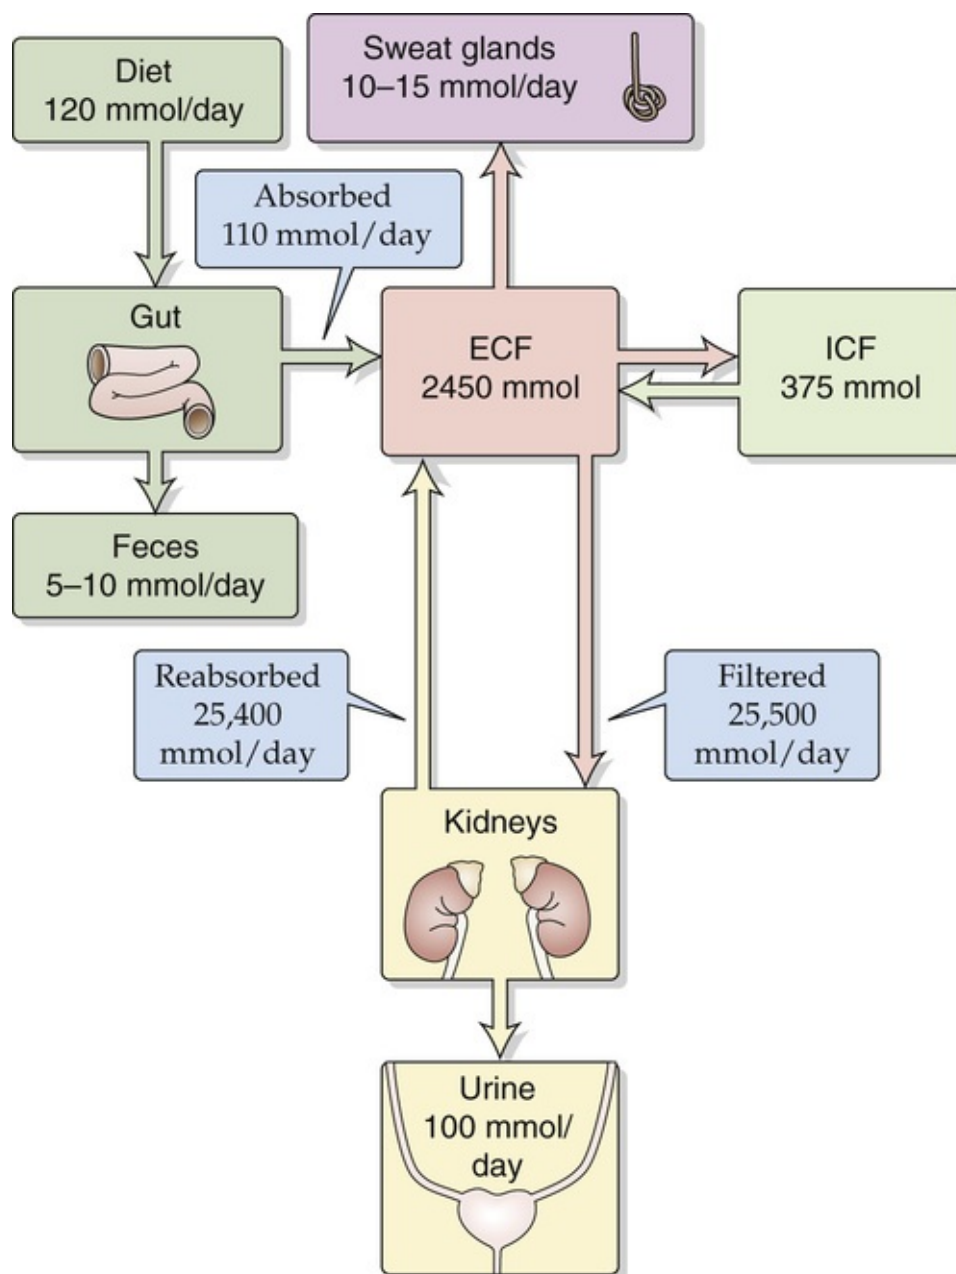 Diet
120 mmol/day
Sweat glands
10–15 mmol/day
Absorbed
110 mmol/day
Gut
ECF
2450 mmol
ICF
375 mmol
Feces
5–10 mmol/day
Reabsorbed
25,400
mmol/day
Filtered
25,500
mmol/day
Kidneys
Urine
100 mmol/
day